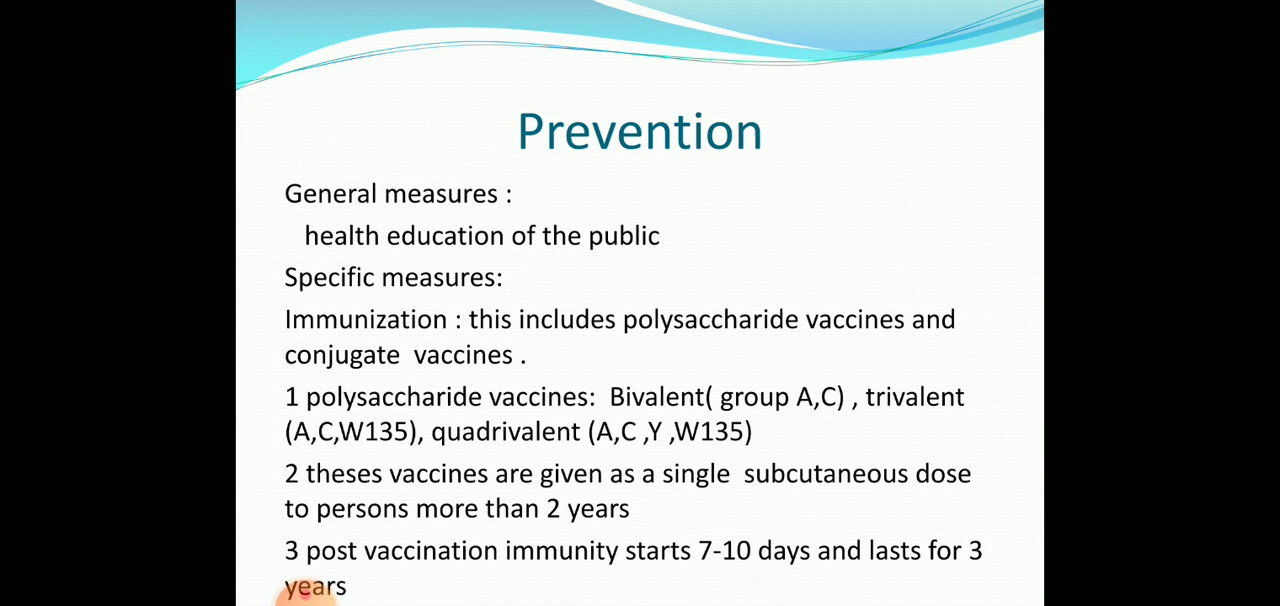 Prevention
General measures :
health education of the public
Specific measures:
Immunization : this includes polysaccharide vaccines and
conjugate vaccines .
1 polysaccharide vaccines: Bivalent( group A,C) , trivalent
(A,C,W135), quadrivalent (A,C ,Y ,W135)
2 theses vaccines are given as a single subcutaneous dose
to persons more than 2 years
3 post vaccination immunity starts 7-10 days and lasts for 3
years